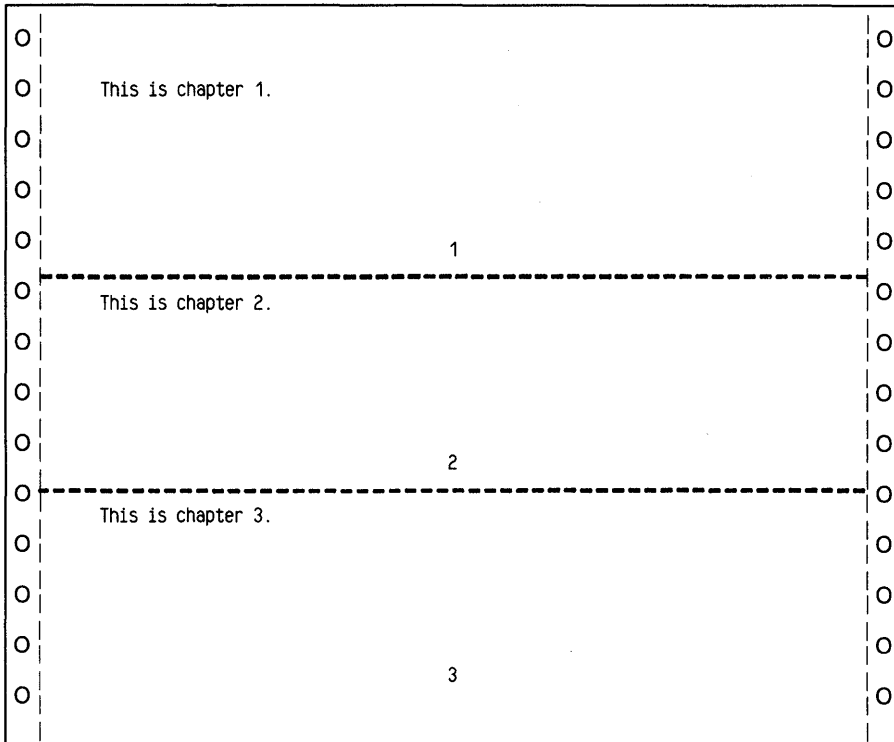 This is chapter 1.
1
This is chapter 2.
2
This is chapter 3.
3